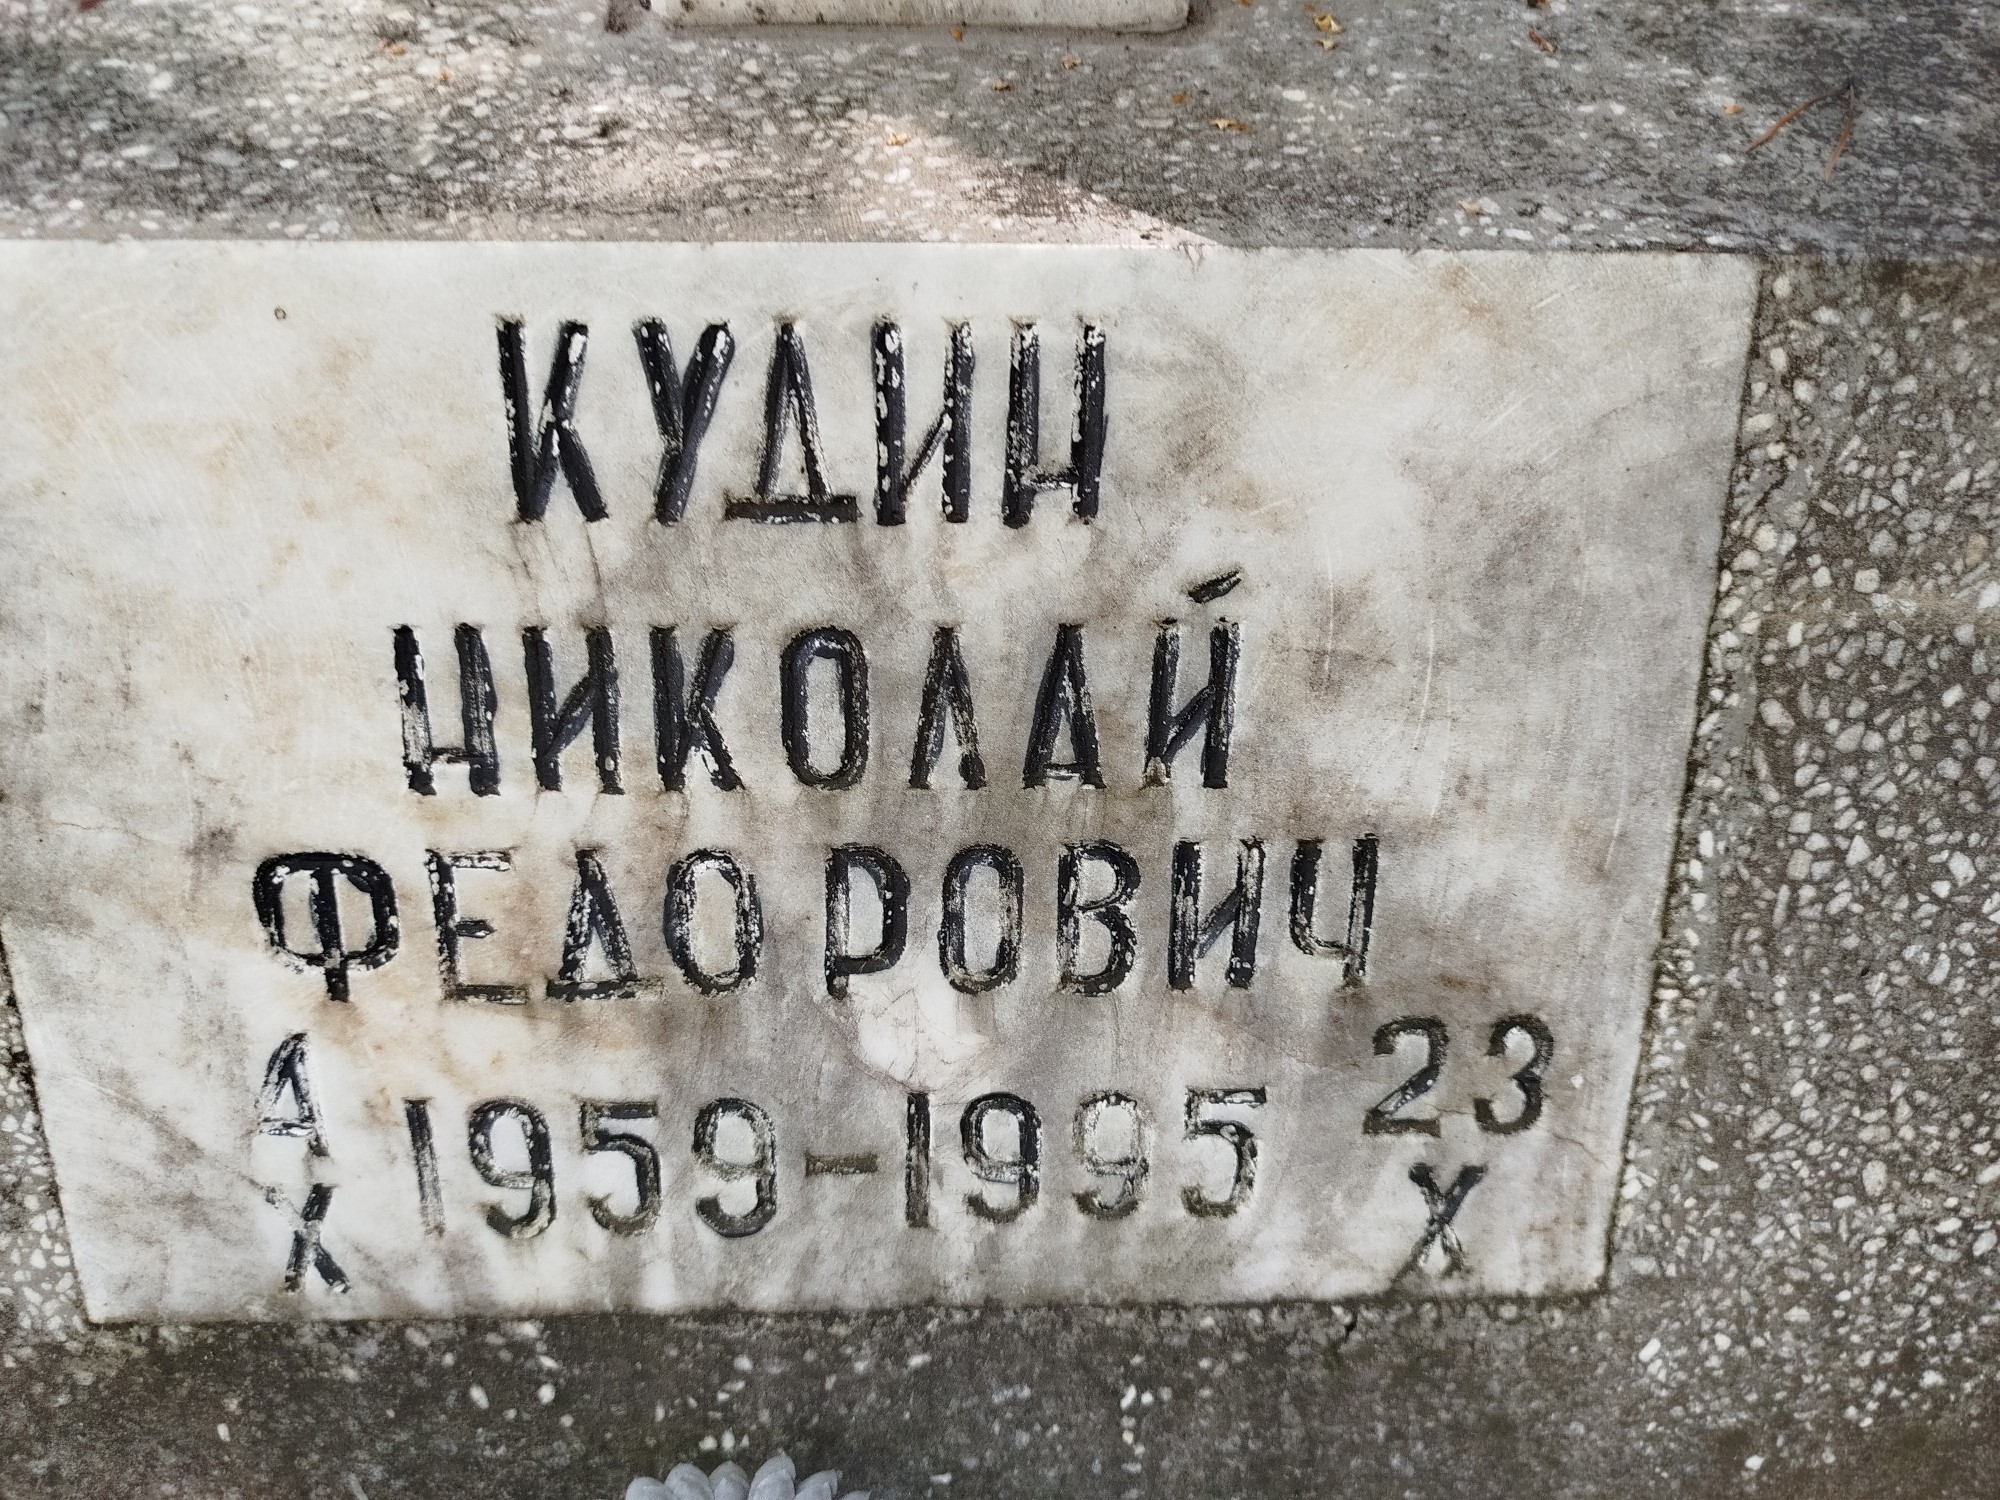 КУДИН
НИКОЛАЙ
ФЕДОРОВИЧ
4 1959-1995 23
X X